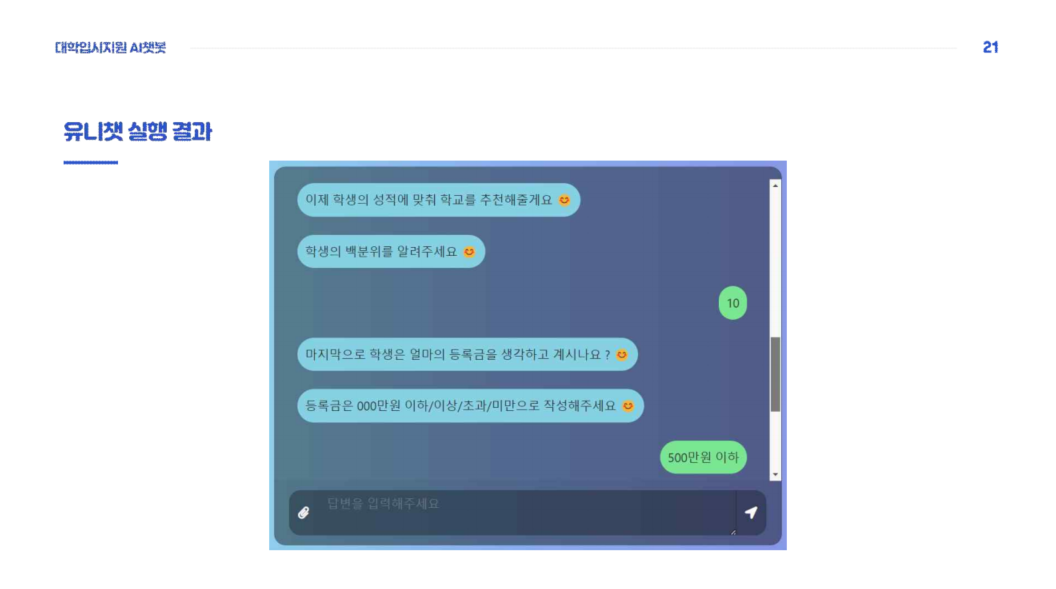 대학입시지원 AI챗봇
21
유니챗 실행 결과
이제 학생의 성적에 맞춰 학교를 추천해줄게요 😊
학생의 백분위를 알려주세요 😊
10
마지막으로 학생은 얼마의 등록금을 생각하고 계시나요 ? 😊
등록금은 000만원 이하/이상/초과/미만으로 작성해주세요 😊
500만원 이하
답변을 입력해주세요